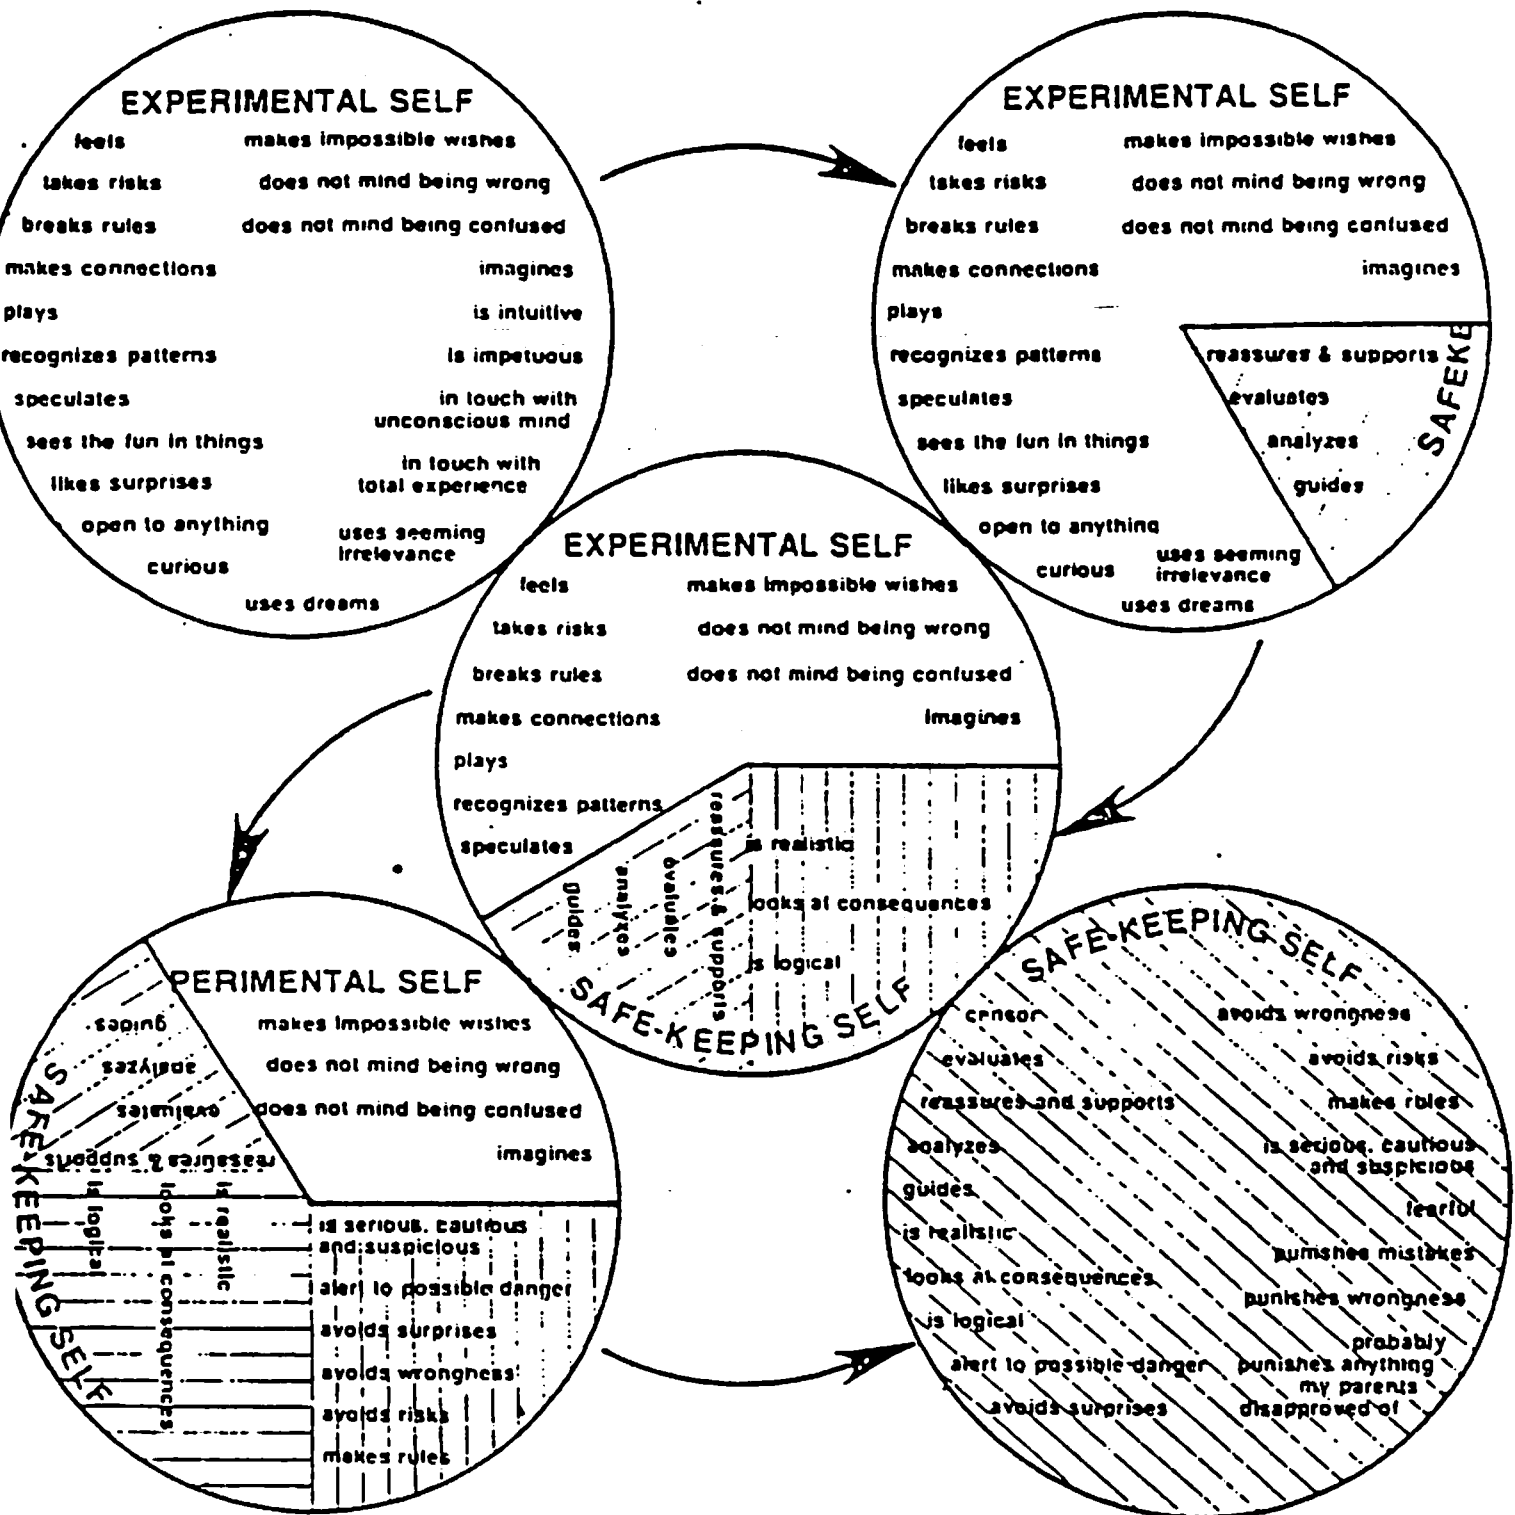 EXPERIMENTAL SELF
feels
makes impossible wishes
takes risks
does not mind being wrong
breaks rules
does not mind being confused
makes connections
imagines
plays
is intuitive
recognizes patterns
is impetuous
speculates
in touch with
unconscious mind
sees the fun in things
in touch with
total experience
likes surprises
open to anything
uses seeming
irrelevance
curious
uses dreams
EXPERIMENTAL SELF
feels
makes impossible wishes
takes risks
does not mind being wrong
breaks rules
does not mind being confused
makes connections
imagines
plays
recognizes patterns
speculates
sees the fun in things
likes surprises
open to anything
curious
uses seeming
irrelevance
uses dreams
reassures & supports
evaluates
analyzes
guides
SAFEKE
EXPERIMENTAL SELF
feels
makes impossible wishes
takes risks
does not mind being wrong
breaks rules
does not mind being confused
makes connections
imagines
plays
recognizes patterns
speculates
guides
analyzes
evaluates
reassures & supports
is realistic
looks at consequences
is logical
SAFE-KEEPING SELF
PERIMENTAL SELF
makes impossible wishes
does not mind being wrong
does not mind being confused
imagines
guides
analyzes
evaluates
reassures & supports
is logical
looks at consequences
is realistic
SAFE-KEEPING SELF
is serious, cautious
and suspicious
alert to possible danger
avoids surprises
avoids wrongness
avoids risks
makes rules
SAFE-KEEPING SELF
censor
evaluates
reassures and supports
analyzes
guides
is realistic
looks at consequences
is logical
alert to possible danger
avoids surprises
avoids wrongness
avoids risks
makes rules
is serious, cautious
and suspicious
fearful
punishes mistakes
punishes wrongness
probably
punishes anything
my parents
disapproved of